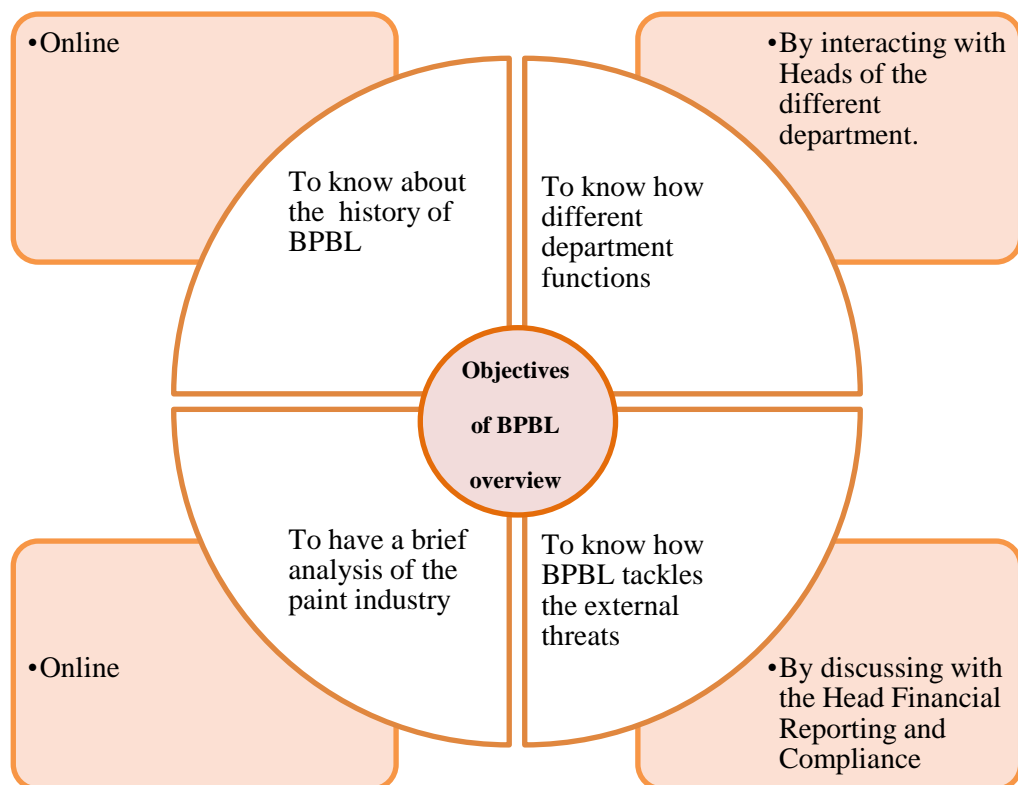 •Online
•By interacting with
Heads of the
different
department.
To know about
the history of
BPBL
To know how
different
department
functions
Objectives
of BPBL
overview
To have a brief
analysis of the
paint industry
To know how
BPBL tackles
the external
threats
•Online
•By discussing with
the Head Financial
Reporting and
Compliance